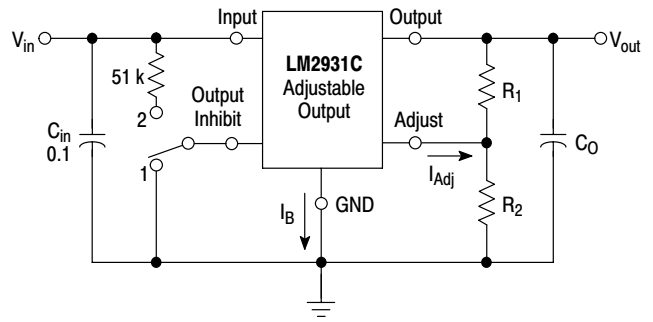 Vin
Input
Output
Vout
LM2931C
Adjustable
Output
51 k
R1
2
Output
Inhibit
Adjust
Cin
0.1
1
IAdj
CO
IB
GND
R2